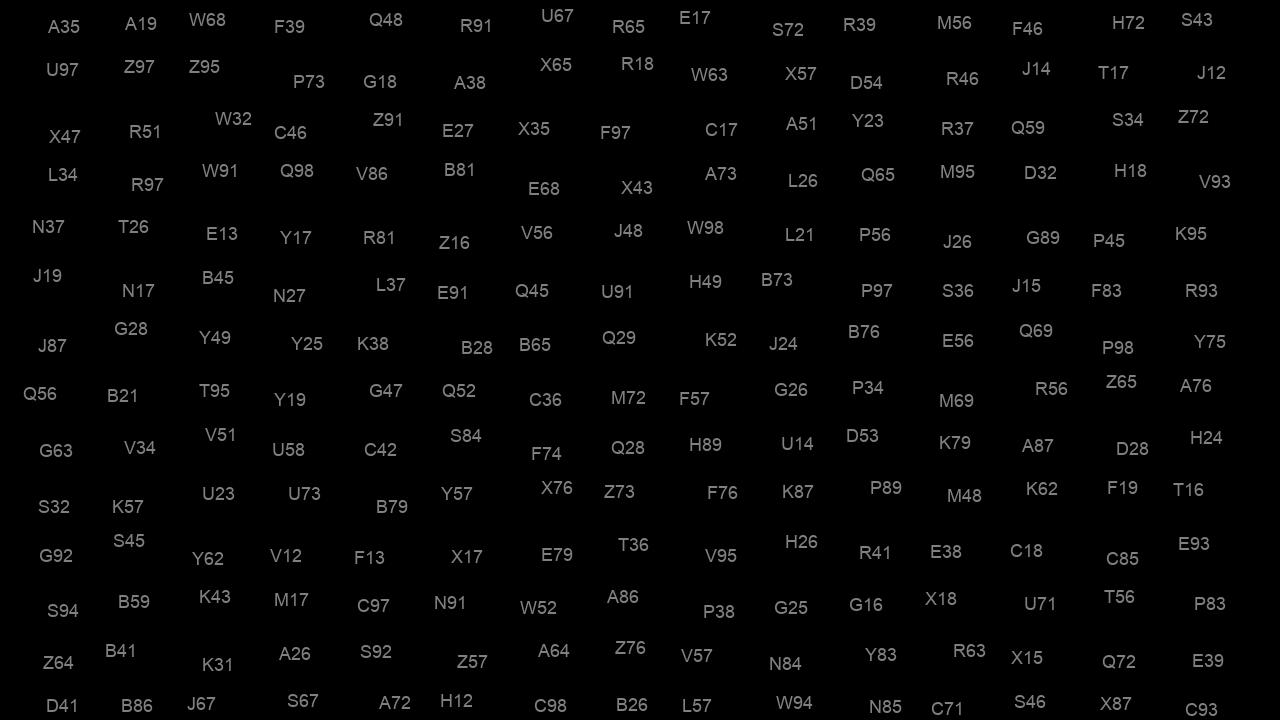 A35 A19 W68 F39 Q48 R91 U67 R65 E17 S72 R39 M56 F46 H72 S43
U97 Z97 Z95 P73 G18 A38 X65 R18 W63 X57 D54 R46 J14 T17 J12
X47 R51 W32 C46 Z91 E27 X35 F97 C17 A51 Y23 R37 Q59 S34 Z72
L34 R97 W91 Q98 V86 B81 E68 X43 A73 L26 Q65 M95 D32 H18 V93
N37 T26 E13 Y17 R81 Z16 V56 J48 W98 L21 P56 J26 G89 P45 K95
J19 N17 B45 N27 L37 E91 Q45 U91 H49 B73 P97 S36 J15 F83 R93
J87 G28 Y49 Y25 K38 B28 B65 Q29 K52 J24 B76 E56 Q69 P98 Y75
Q56 B21 T95 Y19 G47 Q52 C36 M72 F57 G26 P34 M69 R56 Z65 A76
G63 V34 V51 U58 C42 S84 F74 Q28 H89 U14 D53 K79 A87 D28 H24
S32 K57 U23 U73 B79 Y57 X76 Z73 F76 K87 P89 M48 K62 F19 T16
G92 S45 Y62 V12 F13 X17 E79 T36 V95 H26 R41 E38 C18 C85 E93
S94 B59 K43 M17 C97 N91 W52 A86 P38 G25 G16 X18 U71 T56 P83
Z64 B41 K31 A26 S92 Z57 A64 Z76 V57 N84 Y83 R63 X15 Q72 E39
D41 B86 J67 S67 A72 H12 C98 B26 L57 W94 N85 C71 S46 X87 C93